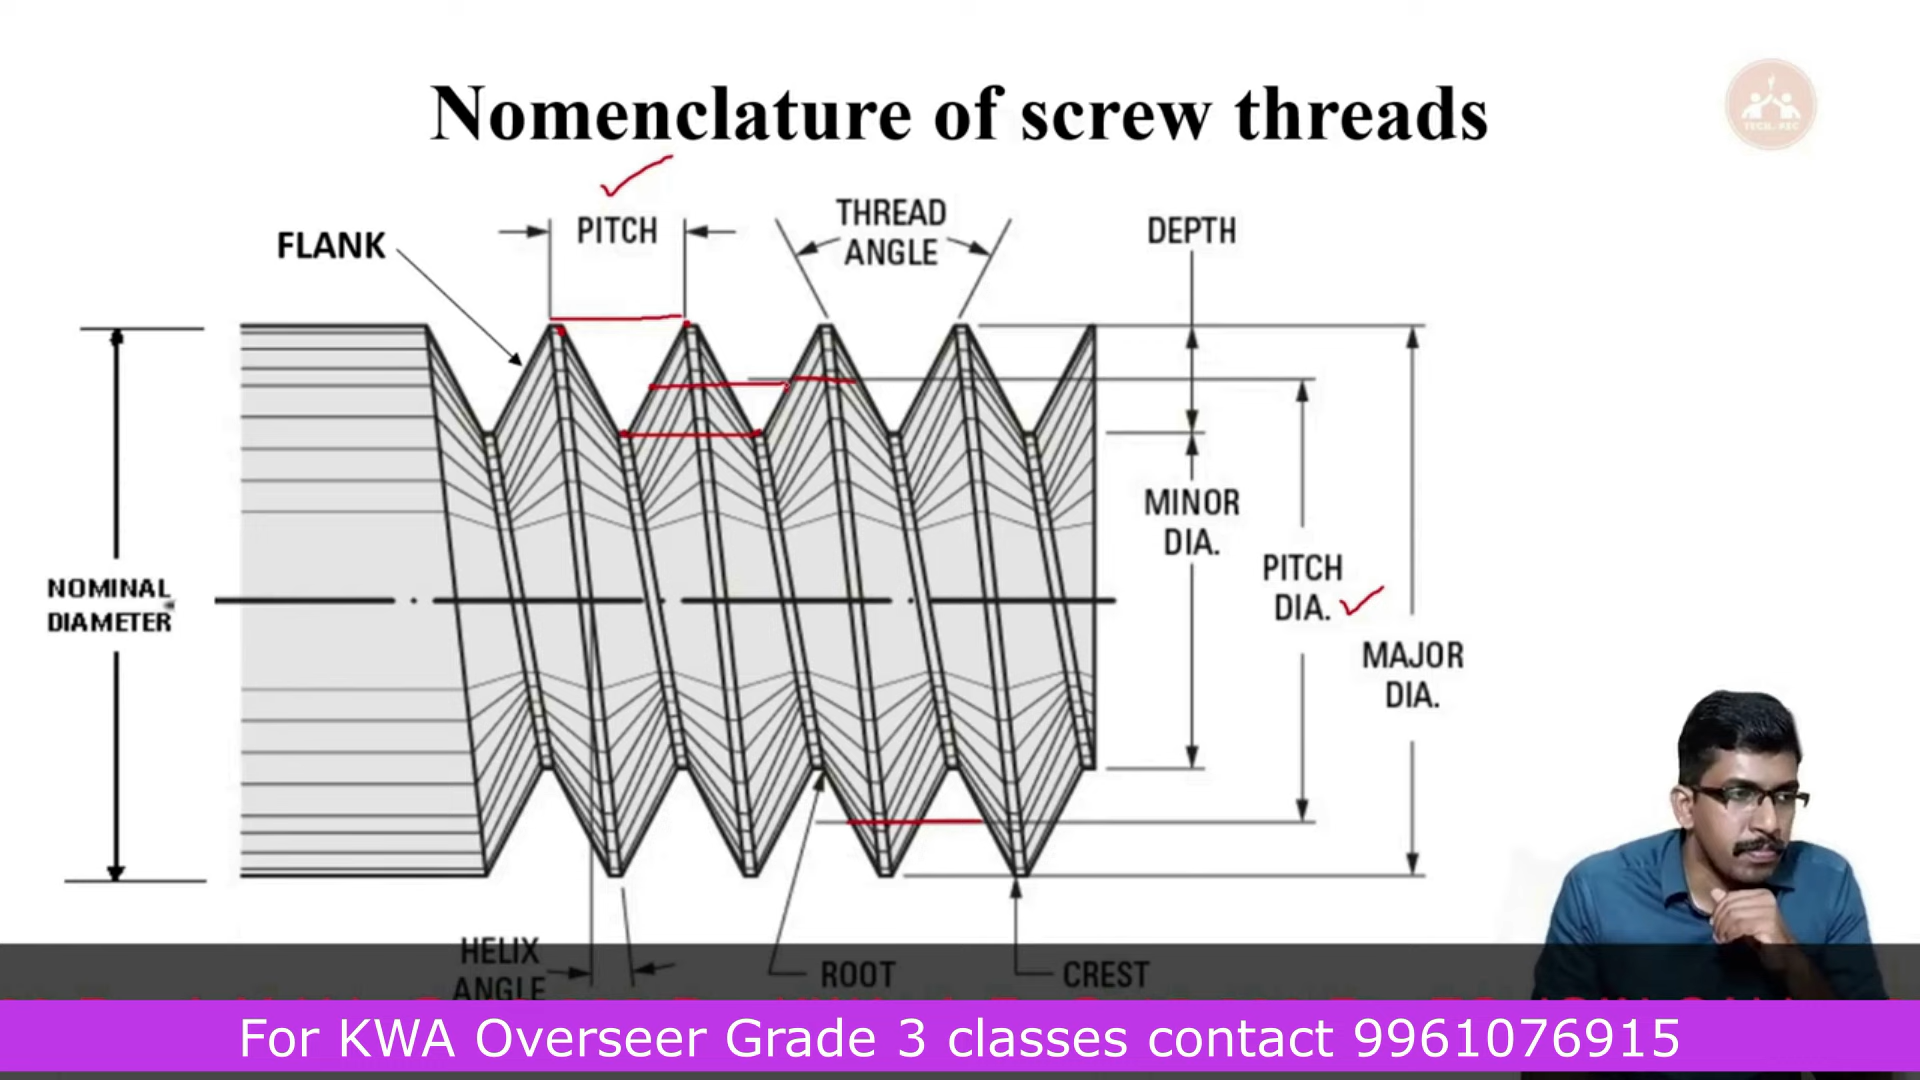 Nomenclature of screw threads
TECH4PSC
FLANK
PITCH
THREAD
ANGLE
DEPTH
NOMINAL
DIAMETER
MINOR
DIA.
PITCH
DIA.
MAJOR
DIA.
HELIX
ANGLE
ROOT
CREST
For KWA Overseer Grade 3 classes contact 9961076915